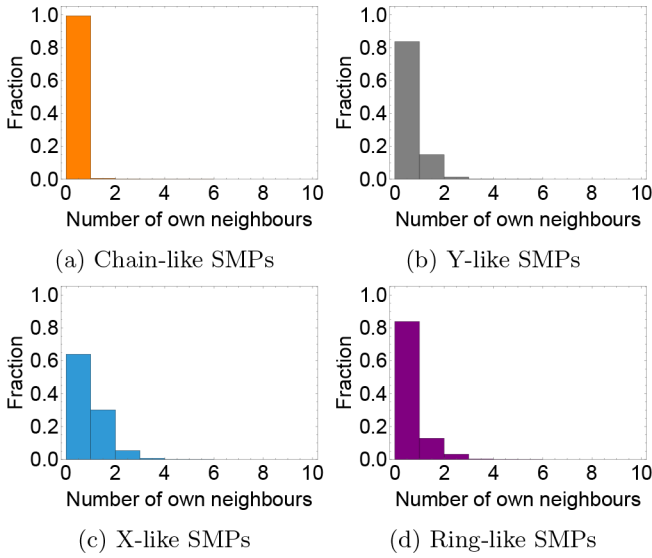 1.0
0.8
0.6
0.4
0.2
0.0
Fraction
0 2 4 6 8 10
Number of own neighbours
(a) Chain-like SMPs
1.0
0.8
0.6
0.4
0.2
0.0
Fraction
0 2 4 6 8 10
Number of own neighbours
(b) Y-like SMPs
1.0
0.8
0.6
0.4
0.2
0.0
Fraction
0 2 4 6 8 10
Number of own neighbours
(c) X-like SMPs
1.0
0.8
0.6
0.4
0.2
0.0
Fraction
0 2 4 6 8 10
Number of own neighbours
(d) Ring-like SMPs